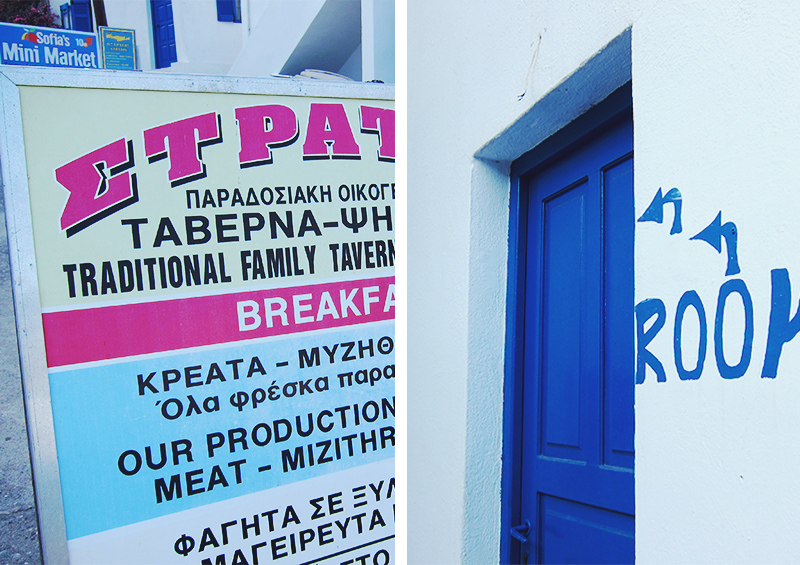 Sofia's
Mini Market
ΣΤΡΑΤ
ΠΑΡΑΔΟΣΙΑΚΗ ΟΙΚΟΓΕ
ΤΑΒΕΡΝΑ-ΨΗ
TRADITIONAL FAMILY TAVERN
BREAKFA
ΚΡΕΑΤΑ - ΜΥΖΗΘ
Όλα φρέσκα παρα
OUR PRODUCTION
MEAT - MIZITHR
ΦΑΓΗΤΑ ΣΕ ΞΥΛ
ΜΑΓΕΙΡΕΥΤΑ
ROOM